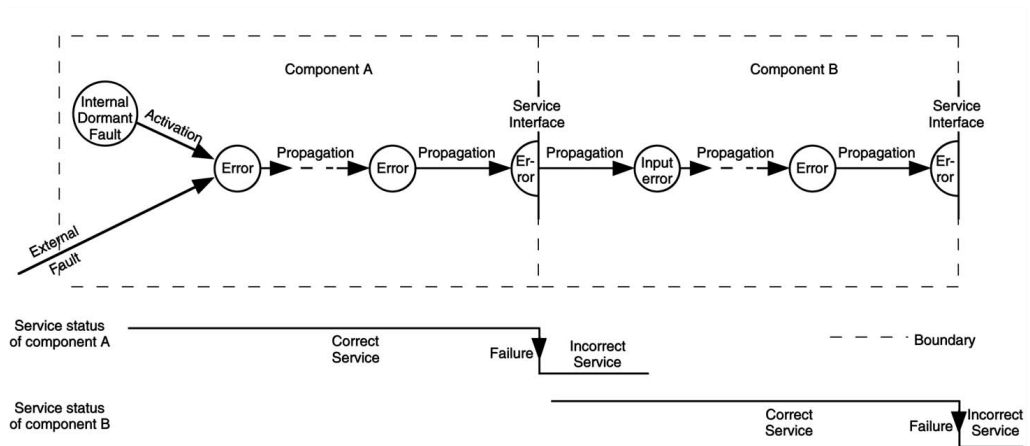 Component A
Component B
Internal
Dormant
Fault
Activation
Service
Interface
Service
Interface
Error
Propagation
Error
Propagation
Er-
ror
Propagation
Input
error
Propagation
Error
Propagation
Er-
ror
External
Fault
Service status
of component A
Correct
Service
Failure
Incorrect
Service
Boundary
Service status
of component B
Correct
Service
Failure
Incorrect
Service